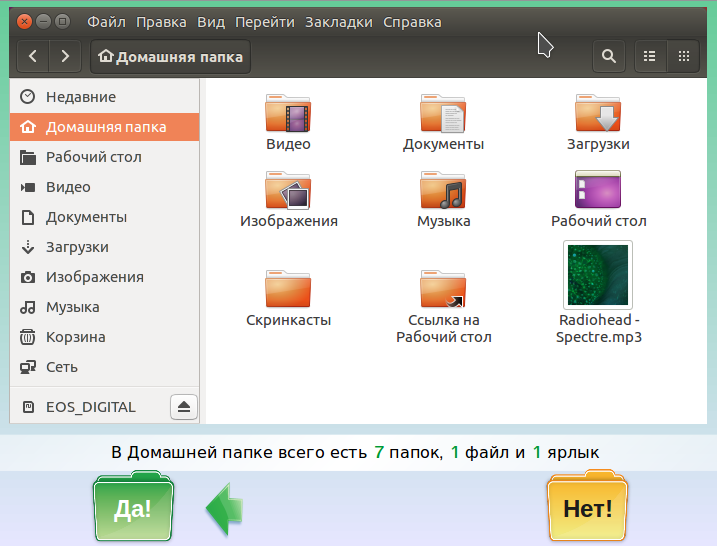 Файл Правка Вид Перейти Закладки Справка
Домашняя папка
Недавние
Домашняя папка
Рабочий стол
Видео
Документы
Загрузки
Изображения
Музыка
Корзина
Сеть
EOS_DIGITAL
Видео
Документы
Загрузки
Изображения
Музыка
Рабочий стол
Скринкасты
Ссылка на
Рабочий стол
Radiohead -
Spectre.mp3
В Домашней папке всего есть 7 папок, 1 файл и 1 ярлык
Да!
Нет!